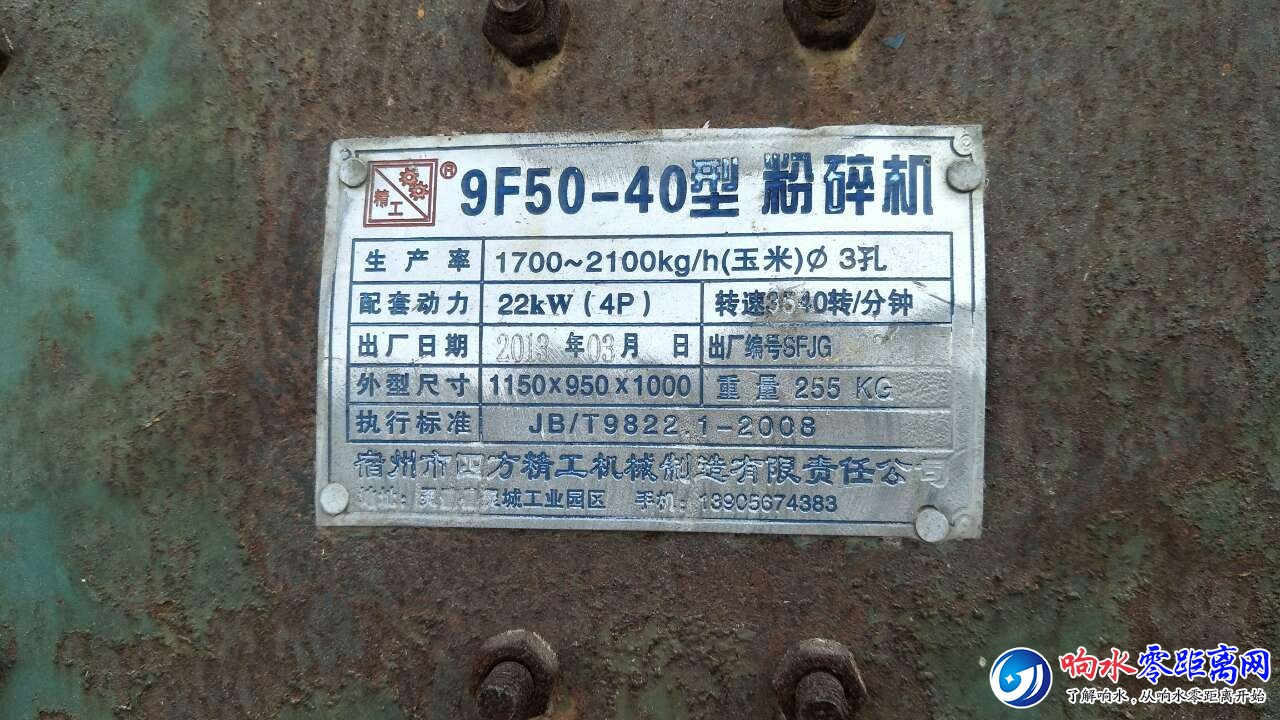 精工®
9F50-40型 粉碎机
生产率 1700~2100kg/h(玉米)Ø 3孔
配套动力 22kW(4P) 转速3540转/分钟
出厂日期 2013年03月 日 出厂编号SFJG
外型尺寸 1150×950×1000 重量 255 KG
执行标准 JB/T9822.1-2008
宿州市四方精工机械制造有限责任公司
城工业园区 手机:13905674383
响水零距离网
了解响水,从响水零距离开始